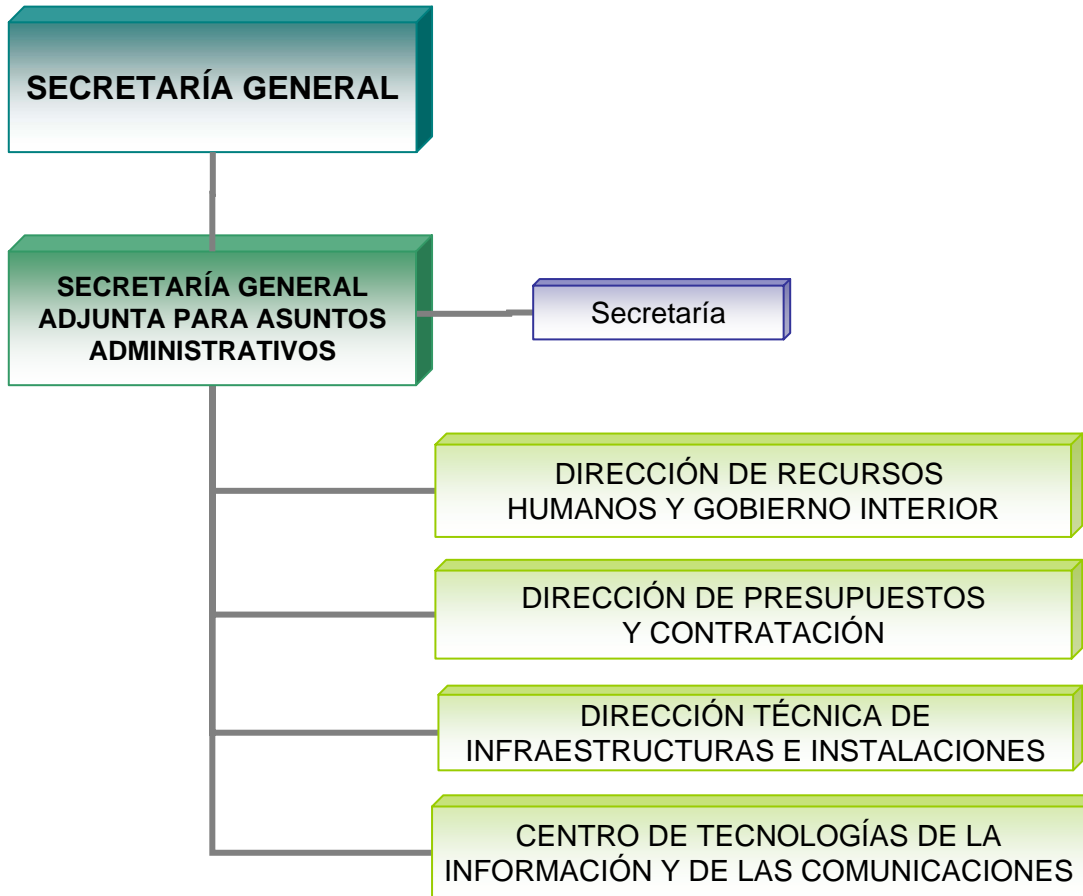 SECRETARÍA GENERAL
SECRETARÍA GENERAL
ADJUNTA PARA ASUNTOS
ADMINISTRATIVOS
Secretaría
DIRECCIÓN DE RECURSOS
HUMANOS Y GOBIERNO INTERIOR
DIRECCIÓN DE PRESUPUESTOS
Y CONTRATACIÓN
DIRECCIÓN TÉCNICA DE
INFRAESTRUCTURAS E INSTALACIONES
CENTRO DE TECNOLOGÍAS DE LA
INFORMACIÓN Y DE LAS COMUNICACIONES